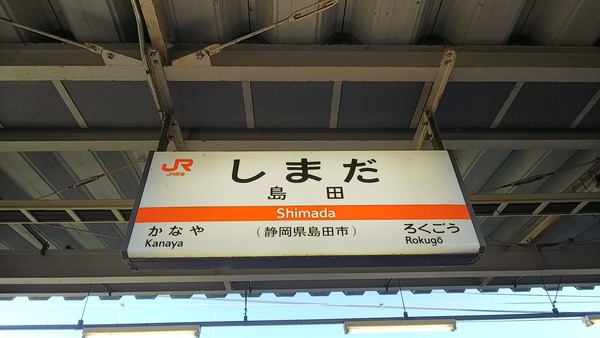 JR
JR東海
しまだ
島田
Shimada
かなや
Kanaya
(静岡県島田市)
ろくごう
Rokugō